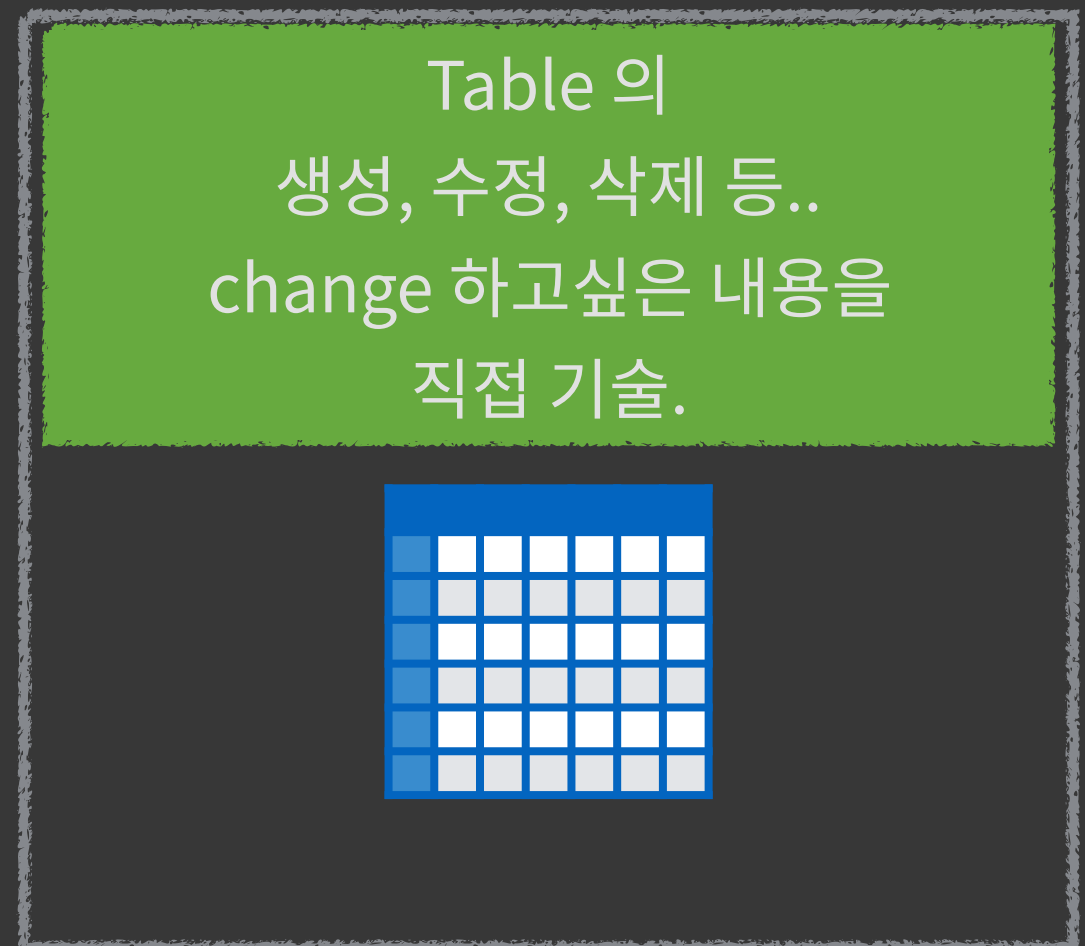 Table 의
생성, 수정, 삭제 등..
change 하고싶은 내용을
직접 기술.